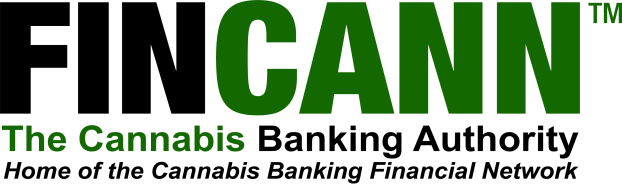 FINCANN™
The Cannabis Banking Authority
Home of the Cannabis Banking Financial Network